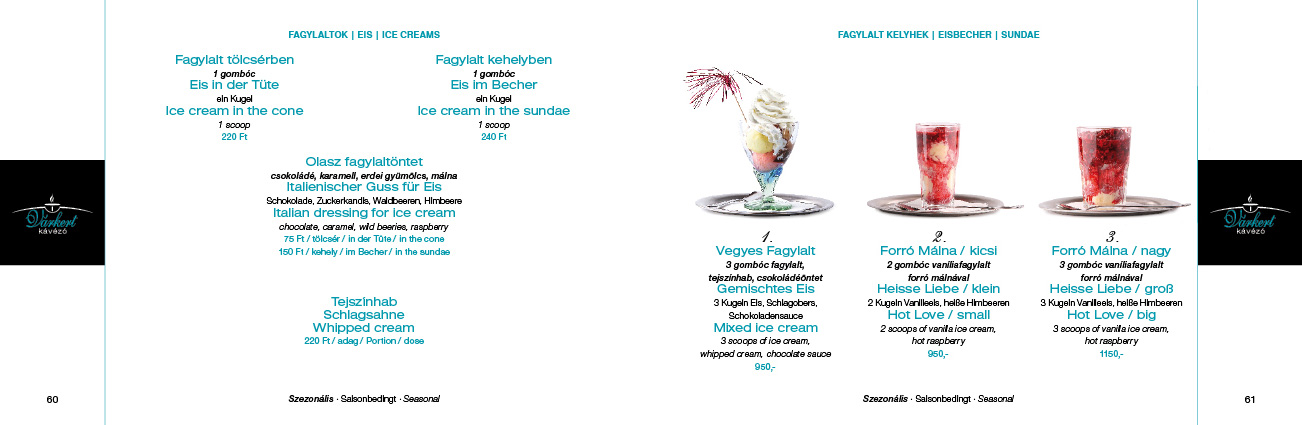 FAGYLALTOK | EIS | ICE CREAMS
Fagylalt tölcsérben
1 gombóc
Eis in der Tüte
ein Kugel
Ice cream in the cone
1 scoop
220 Ft
Fagylalt kehelyben
1 gombóc
Eis im Becher
ein Kugel
Ice cream in the sundae
1 scoop
240 Ft
Olasz fagylaltöntet
csokoládé, karamell, erdei gyümölcs, málna
Italienischer Guss für Eis
Schokolade, Zuckerkandis, Waldbeeren, Himbeere
Italian dressing for ice cream
chocolate, caramel, wild beeries, raspberry
75 Ft / tölcsér / in der Tüte / in the cone
150 Ft / kehely / im Becher / in the sundae
Tejszínhab
Schlagsahne
Whipped cream
220 Ft / adag / Portion / dose
Várkert
kávézó
60
Szezonális · Saisonbedingt · Seasonal
FAGYLALT KELYHEK | EISBECHER | SUNDAE
1.
Vegyes Fagylalt
3 gombóc fagylalt,
tejszínhab, csokoládéöntet
Gemischtes Eis
3 Kugeln Eis, Schlagobers,
Schokoladensauce
Mixed ice cream
3 scoops of ice cream,
whipped cream, chocolate sauce
950,-
2.
Forró Málna / kicsi
2 gombóc vaníliafagylalt
forró málnával
Heisse Liebe / klein
2 Kugeln Vanilleeis, heiße Himbeeren
Hot Love / small
2 scoops of vanilla ice cream,
hot raspberry
950,-
3.
Forró Málna / nagy
3 gombóc vaníliafagylalt
forró málnával
Heisse Liebe / groß
3 Kugeln Vanilleeis, heiße Himbeeren
Hot Love / big
3 scoops of vanilla ice cream,
hot raspberry
1150,-
Várkert
kávézó
Szezonális · Saisonbedingt · Seasonal
61